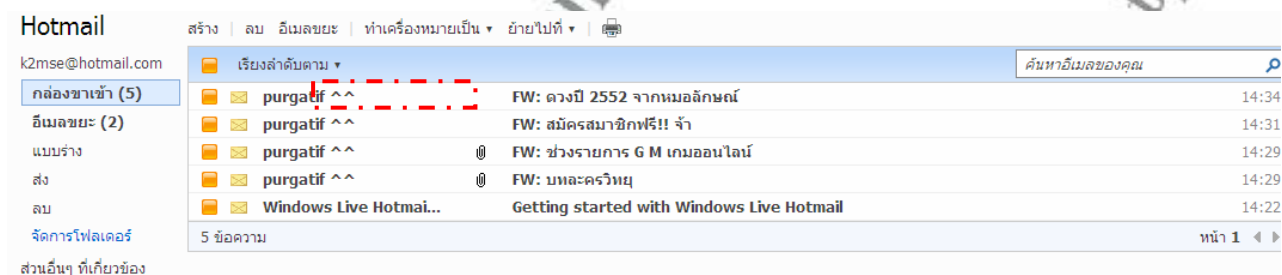 Hotmail
สร้าง | ลบ อีเมลขยะ | ทำเครื่องหมายเป็น ย้ายไปที่ |
k2mse@hotmail.com
เรียงลำดับตาม
ค้นหาอีเมลของคุณ
กล่องขาเข้า (5)
อีเมลขยะ (2)
แบบร่าง
ส่ง
ลบ
จัดการโฟลเดอร์
ส่วนอื่นๆ ที่เกี่ยวข้อง
purgatif ^^ FW: ดวงปี 2552 จากหมอลักษณ์ 14:34
purgatif ^^ FW: สมัครสมาชิกฟรี!! จ้า 14:31
purgatif ^^ FW: ช่วงรายการ G M เกมออนไลน์ 14:29
purgatif ^^ FW: บทละครวิทยุ 14:29
Windows Live Hotmai... Getting started with Windows Live Hotmail 14:22
5 ข้อความ หน้า 1